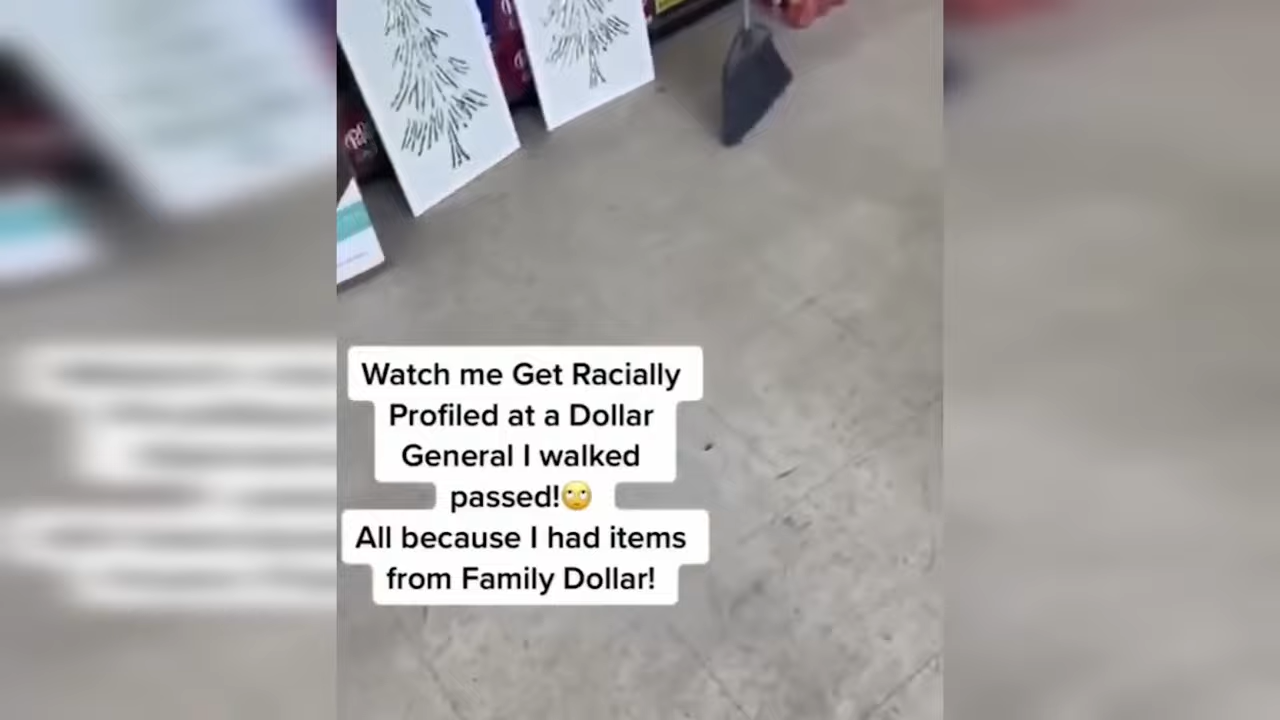 Watch me Get Racially
Profiled at a Dollar
General I walked
passed!🙄
All because I had items
from Family Dollar!